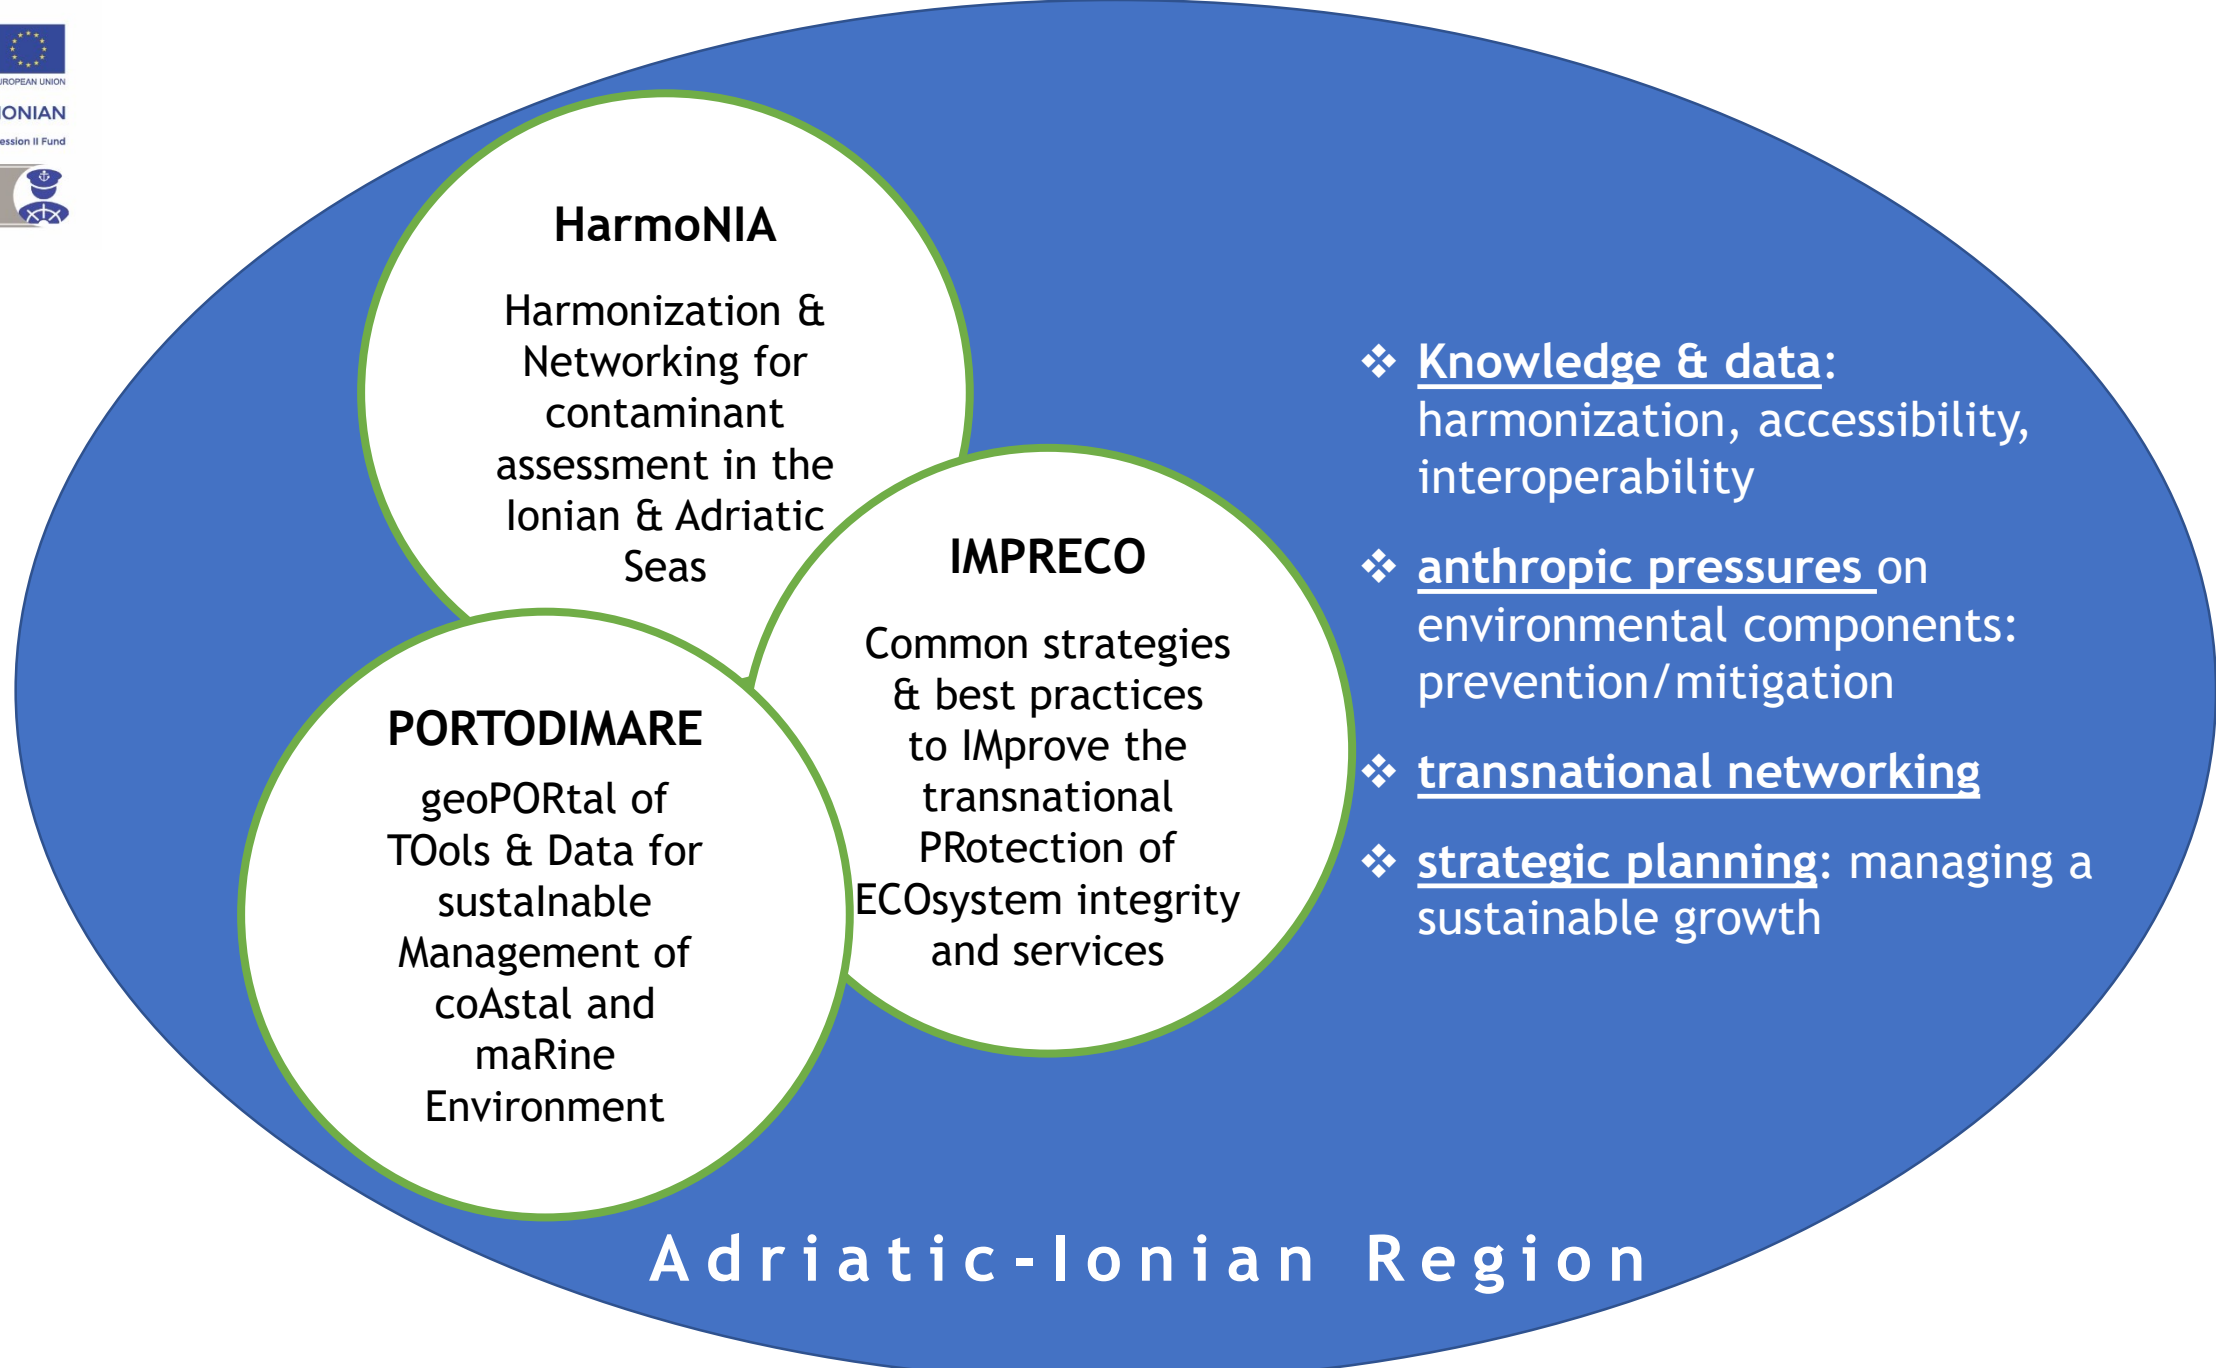 EUROPEAN UNION
IONIAN
ession II Fund
HarmoNIA
Harmonization &
Networking for
contaminant
assessment in the
Ionian & Adriatic
Seas
IMPRECO
Common strategies
& best practices
to IMprove the
transnational
PRotection of
ECOsystem integrity
and services
PORTODIMARE
geoPORtal of
TOols & Data for
sustaInable
Management of
coAstal and
maRine
Environment
❖ Knowledge & data:
harmonization, accessibility,
interoperability
❖ anthropic pressures on
environmental components:
prevention/mitigation
❖ transnational networking
❖ strategic planning: managing a
sustainable growth
Adriatic-Ionian Region